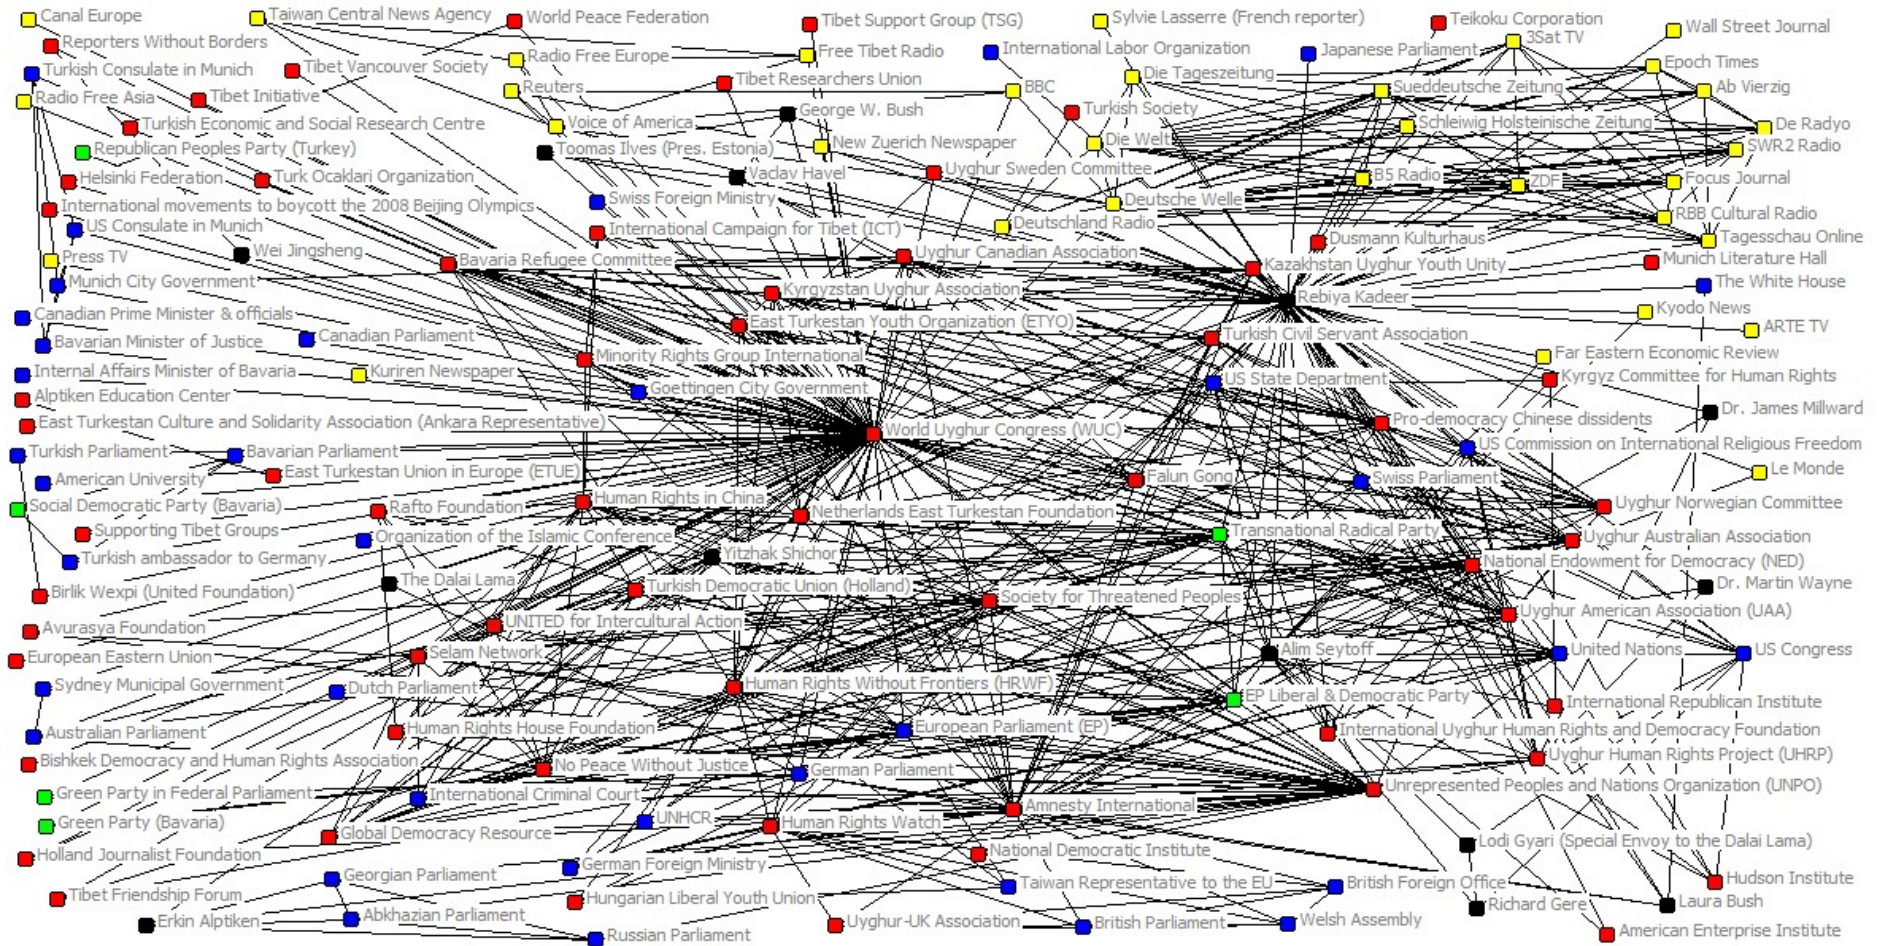 Canal Europe
Taiwan Central News Agency
World Peace Federation
Tibet Support Group (TSG)
Sylvie Lasserre (French reporter)
Teikoku Corporation
Wall Street Journal
Reporters Without Borders
Radio Free Europe
Free Tibet Radio
International Labor Organization
Japanese Parliament
3Sat TV
Turkish Consulate in Munich
Tibet Vancouver Society
Tibet Researchers Union
Die Tageszeitung
Epoch Times
Radio Free Asia
Tibet Initiative
Reuters
BBC
Sueddeutsche Zeitung
Ab Vierzig
George W. Bush
Turkish Society
Turkish Economic and Social Research Centre
Voice of America
Schleiwig Holsteinische Zeitung
De Radyo
Republican Peoples Party (Turkey)
Toomas Ilves (Pres. Estonia)
New Zuerich Newspaper
Die Welt
SWR2 Radio
Helsinki Federation
Turk Ocaklari Organization
Vaclav Havel
Uyghur Sweden Committee
B5 Radio
ZDF
Focus Journal
International movements to boycott the 2008 Beijing Olympics
Swiss Foreign Ministry
Deutsche Welle
RBB Cultural Radio
US Consulate in Munich
International Campaign for Tibet (ICT)
Deutschland Radio
Dusmann Kulturhaus
Tagesschau Online
Press TV
Wei Jingsheng
Bavaria Refugee Committee
Uyghur Canadian Association
Kazakhstan Uyghur Youth Unity
Munich Literature Hall
Munich City Government
Kyrgyzstan Uyghur Association
Rebiya Kadeer
The White House
Canadian Prime Minister & officials
East Turkestan Youth Organization (ETYO)
Kyodo News
Bavarian Minister of Justice
Canadian Parliament
Turkish Civil Servant Association
ARTE TV
Minority Rights Group International
Far Eastern Economic Review
Internal Affairs Minister of Bavaria
Kuriren Newspaper
Goettingen City Government
US State Department
Kyrgyz Committee for Human Rights
Alptiken Education Center
Dr. James Millward
East Turkestan Culture and Solidarity Association (Ankara Representative)
World Uyghur Congress (WUC)
Pro-democracy Chinese dissidents
Turkish Parliament
Bavarian Parliament
US Commission on International Religious Freedom
American University
East Turkestan Union in Europe (ETUE)
Falun Gong
Swiss Parliament
Le Monde
Social Democratic Party (Bavaria)
Rafto Foundation
Human Rights in China
Netherlands East Turkestan Foundation
Uyghur Norwegian Committee
Supporting Tibet Groups
Organization of the Islamic Conference
Transnational Radical Party
Uyghur Australian Association
Turkish ambassador to Germany
Yitzhak Shichor
National Endowment for Democracy (NED)
Birlik Wexpi (United Foundation)
The Dalai Lama
Turkish Democratic Union (Holland)
Society for Threatened Peoples
Dr. Martin Wayne
Avurasya Foundation
UNITED for Intercultural Action
Uyghur American Association (UAA)
European Eastern Union
Selam Network
Alim Seytoff
United Nations
US Congress
Sydney Municipal Government
Dutch Parliament
Human Rights Without Frontiers (HRWF)
EP Liberal & Democratic Party
International Republican Institute
Australian Parliament
Human Rights House Foundation
European Parliament (EP)
International Uyghur Human Rights and Democracy Foundation
Bishkek Democracy and Human Rights Association
No Peace Without Justice
German Parliament
Uyghur Human Rights Project (UHRP)
Green Party in Federal Parliament
International Criminal Court
Amnesty International
Unrepresented Peoples and Nations Organization (UNPO)
Green Party (Bavaria)
Global Democracy Resource
UNHCR
Human Rights Watch
Lodi Gyari (Special Envoy to the Dalai Lama)
Holland Journalist Foundation
German Foreign Ministry
National Democratic Institute
Hudson Institute
Tibet Friendship Forum
Georgian Parliament
Hungarian Liberal Youth Union
Taiwan Representative to the EU
British Foreign Office
Richard Gere
Laura Bush
Erkin Alptiken
Abkhazian Parliament
Russian Parliament
Uyghur-UK Association
British Parliament
Welsh Assembly
American Enterprise Institute